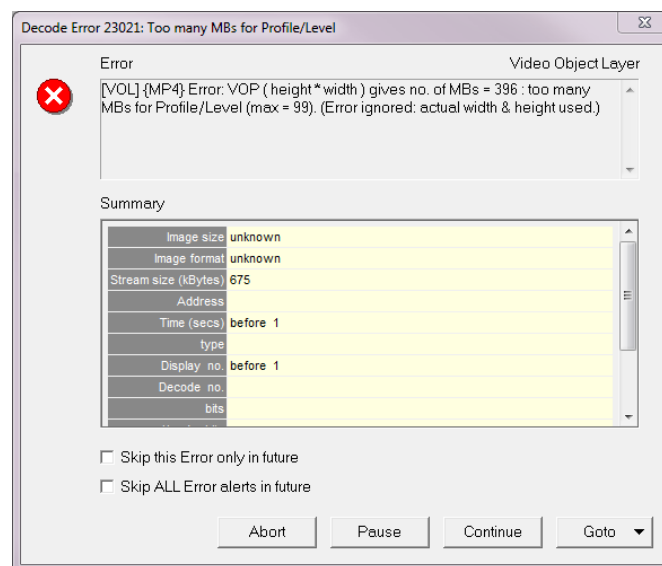 Decode Error 23021: Too many MBs for Profile/Level
Error
Video Object Layer
[VOL] {MP4} Error: VOP ( height * width ) gives no. of MBs = 396 : too many
MBs for Profile/Level (max = 99). (Error ignored: actual width & height used.)
Summary
Image size unknown
Image format unknown
Stream size (kBytes) 675
Address
Time (secs) before 1
type
Display no. before 1
Decode no.
bits
Skip this Error only in future
Skip ALL Error alerts in future
Abort Pause Continue Goto